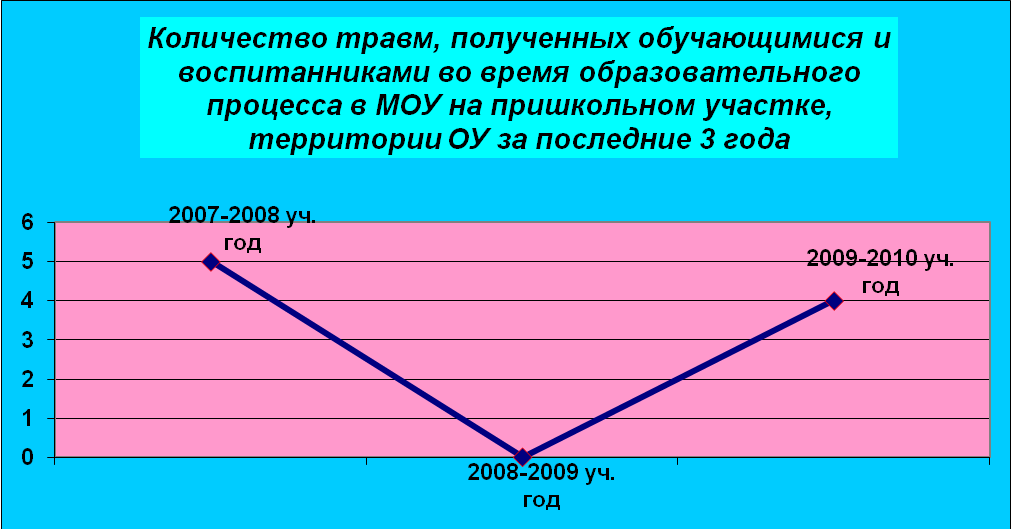 Количество травм, полученных обучающимися и
воспитанниками во время образовательного
процесса в МОУ на пришкольном участке,
территории ОУ за последние 3 года
6
5
4
3
2
1
0
2007-2008 уч.
год
2009-2010 уч.
год
2008-2009 уч.
год